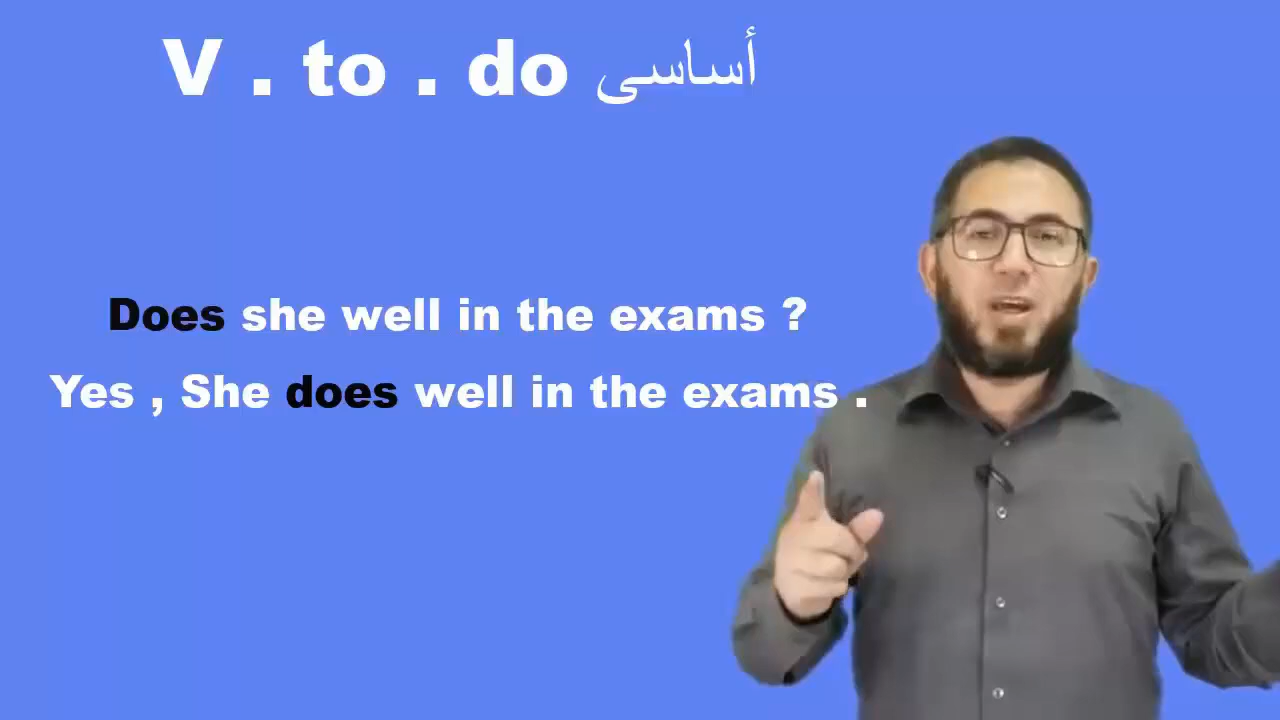 V . to . do أساسى
Does she well in the exams ?
Yes , She does well in the exams .